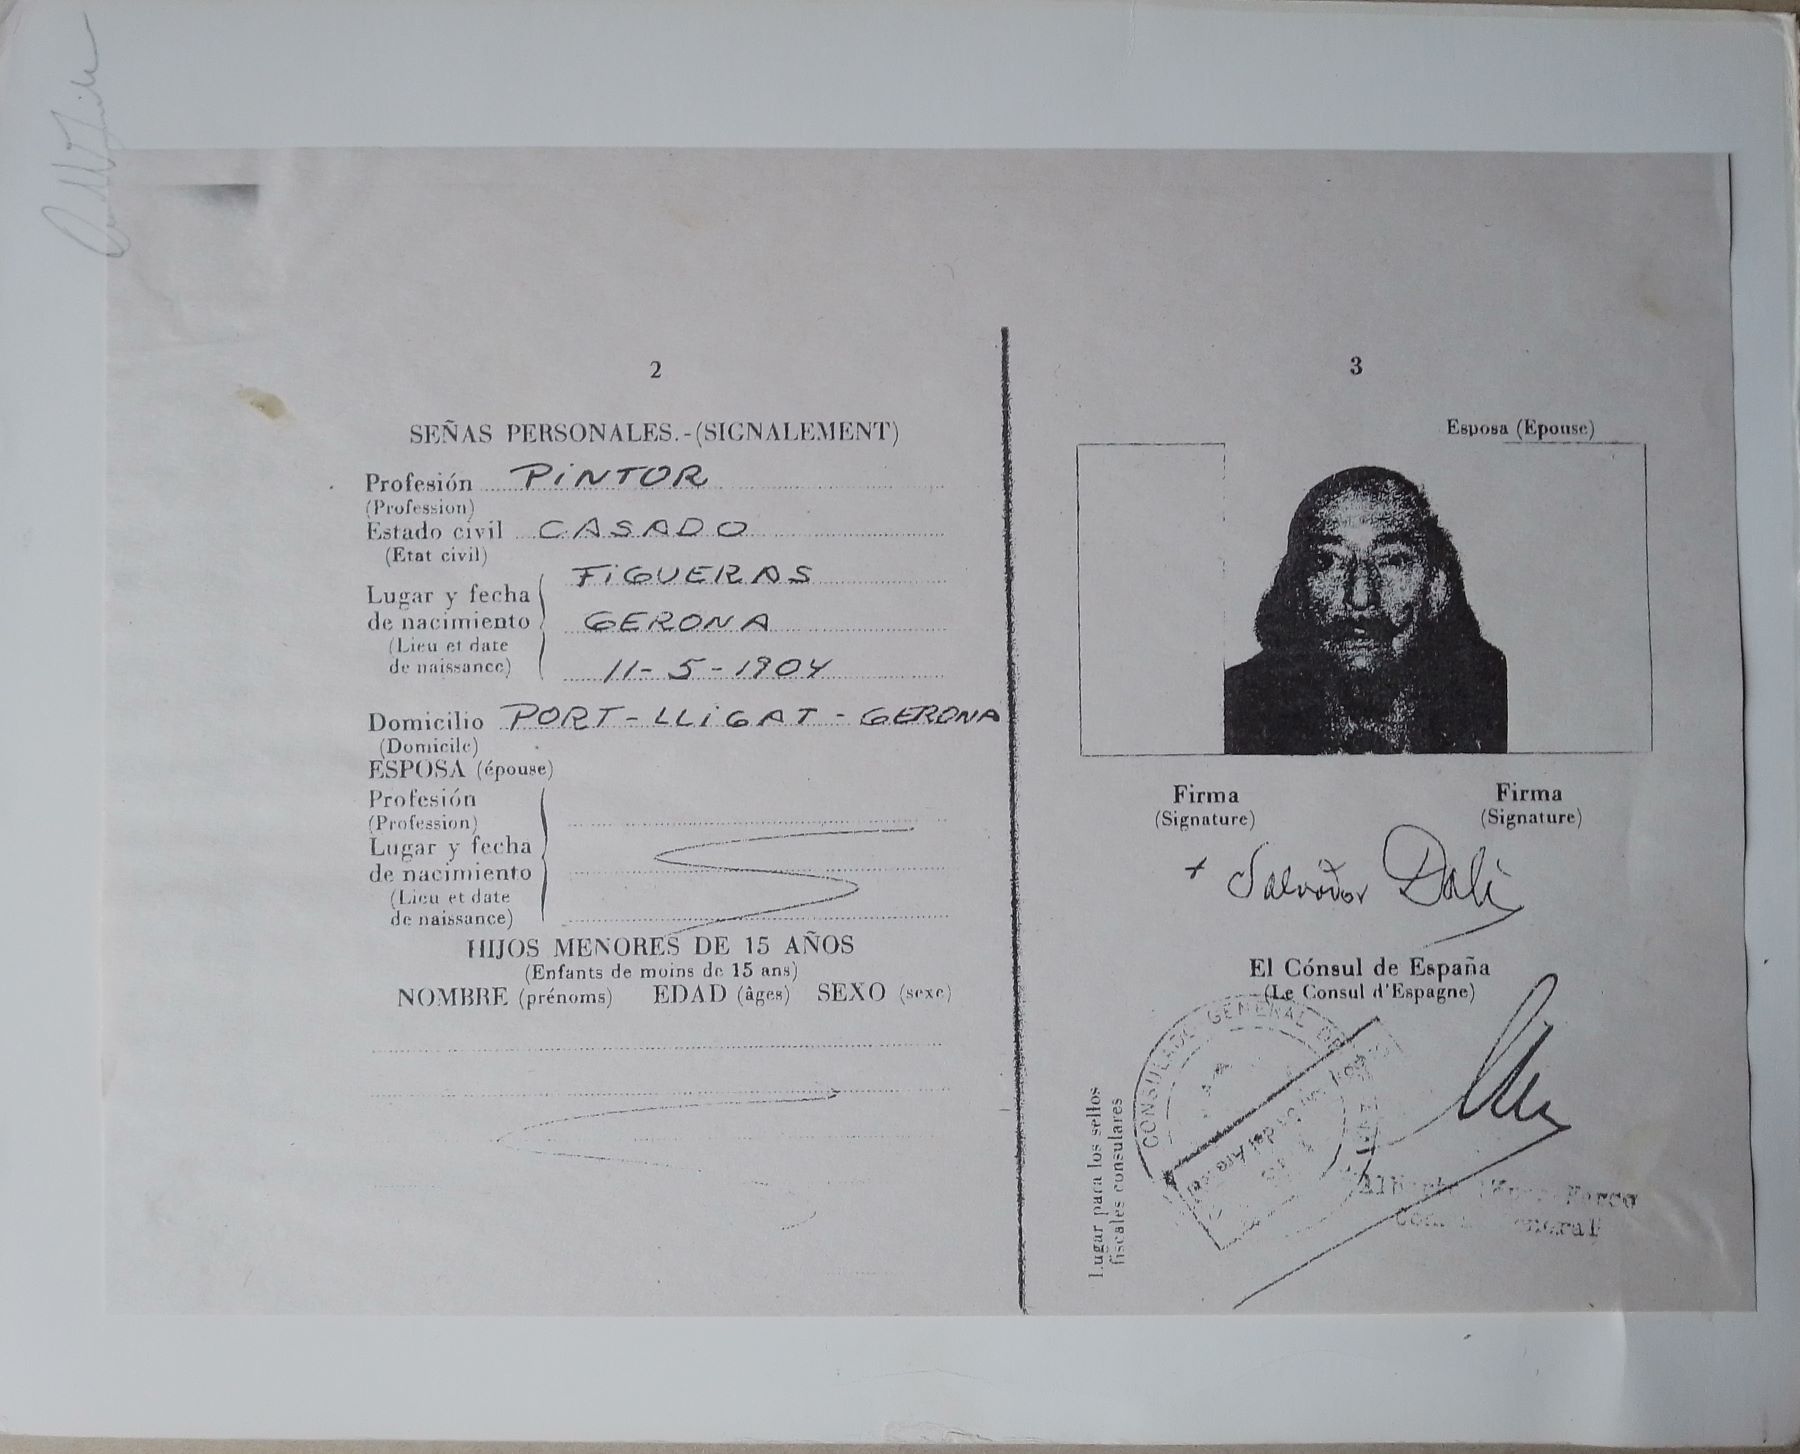 2
SEÑAS PERSONALES.-(SIGNALEMENT)
Profesión PiNTOR
(Profession)
Estado civil CASADO
(Etat civil)
FiGUERAS
Lugar y fecha
de nacimiento GERONA
(Lieu et date
de naissance) 11-5-1904
Domicilio PORT-LLiGAT-GERONA
(Domicile)
ESPOSA (épouse)
Profesión
(Profession)
Lugar y fecha
de nacimiento
(Lieu et date
de naissance)
HIJOS MENORES DE 15 AÑOS
(Enfants de moins de 15 ans)
NOMBRE (prénoms) EDAD (âges) SEXO (sexe)
3
Esposa (Epouse)
Firma Firma
(Signature) (Signature)
+ Salvador Dalí
El Cónsul de España
(Le Consul d'Espagne)
CONSULADO GENERAL DE
Lugar para los sellos
fiscales consulares